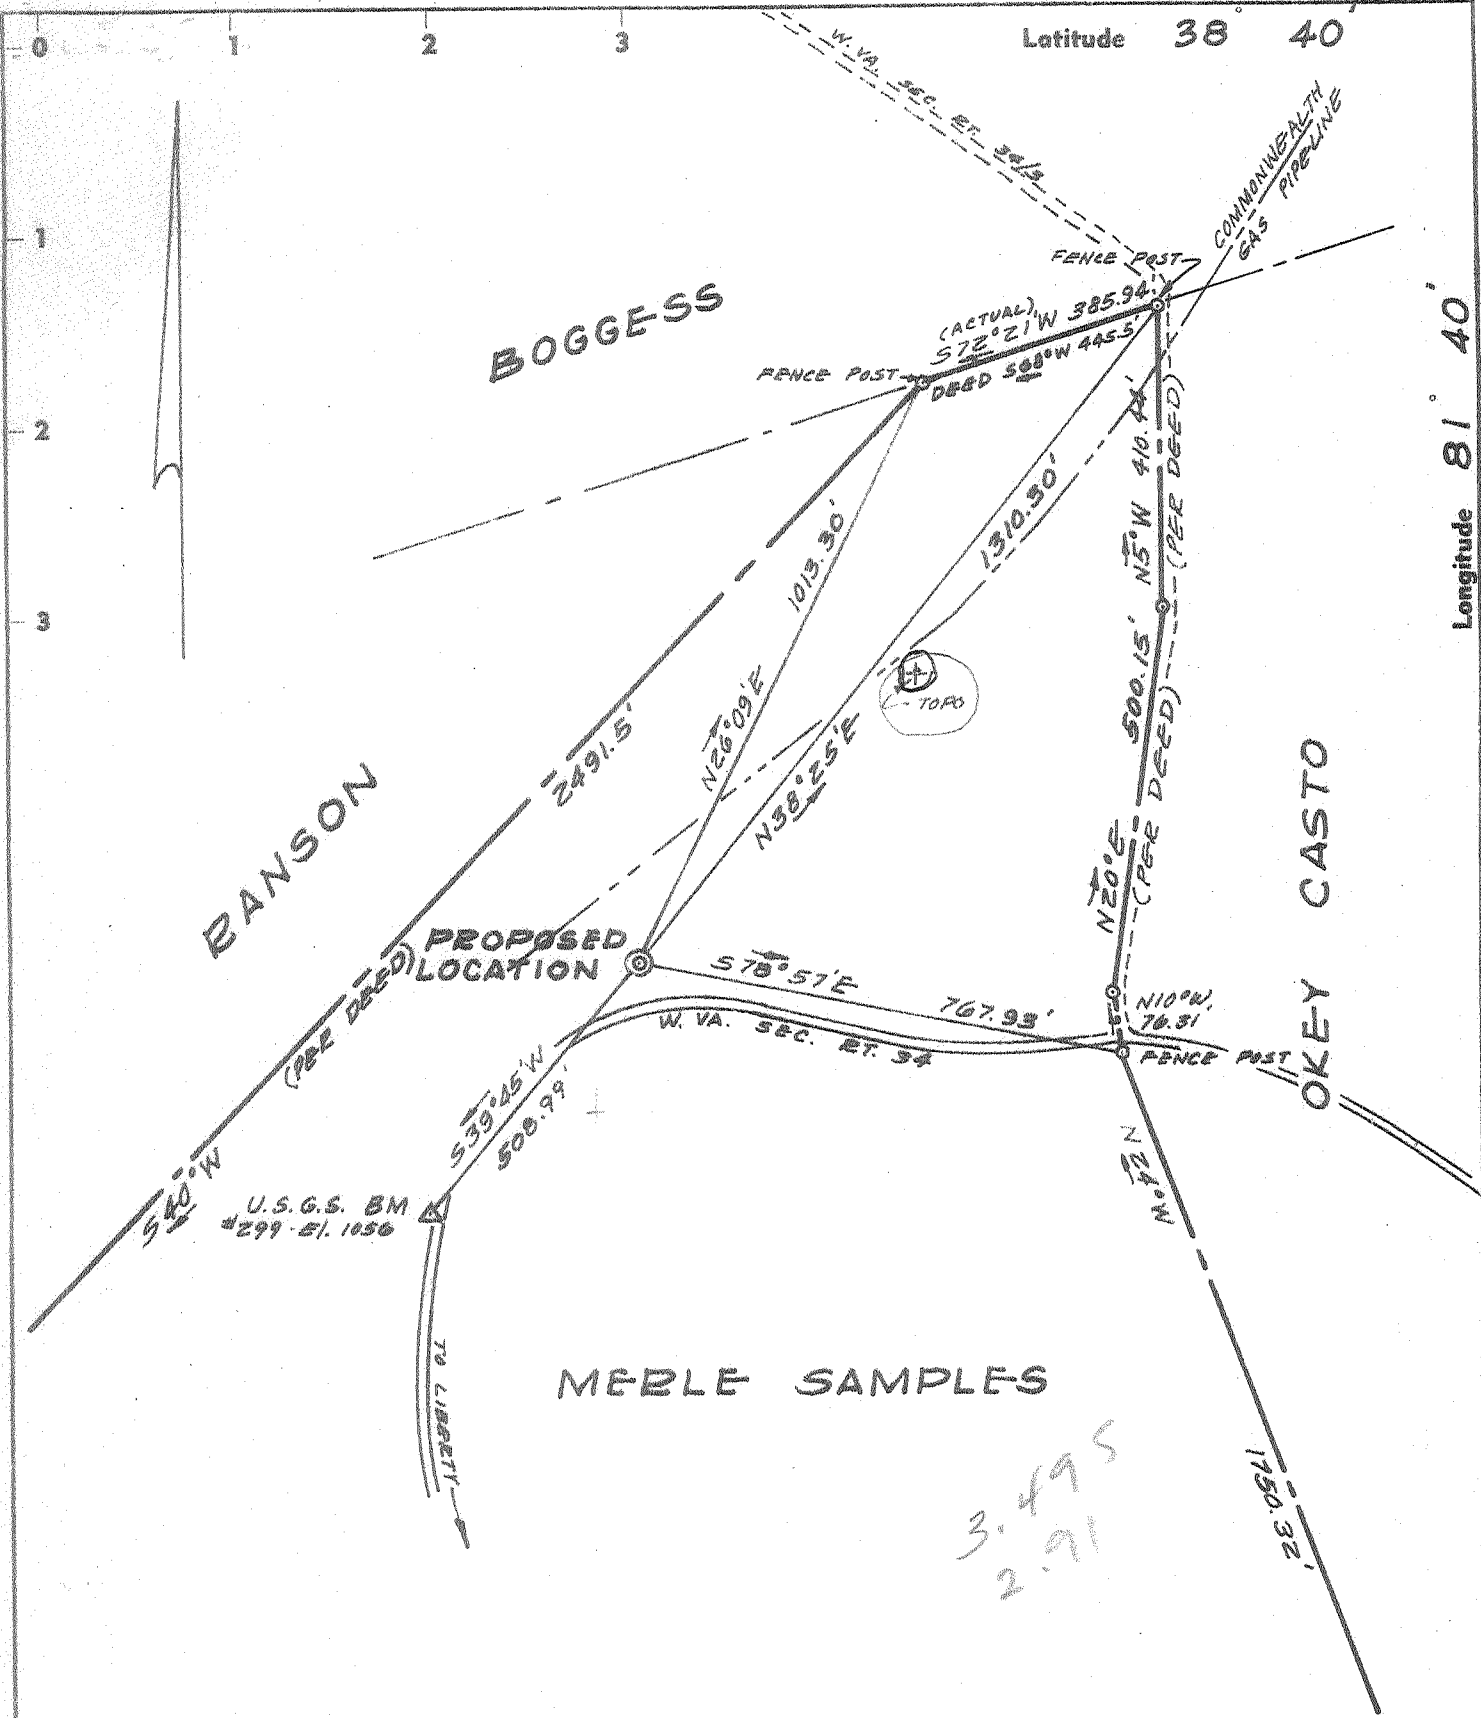 0
1
2
3
Latitude 38° 40'
W. VA. SEC. RT. 34/3
COMMONWEALTH
GAS PIPELINE
1
FENCE POST
BOGGESS
(ACTUAL)
S72°21'W 385.94'
DEED S68°W 445.5'
FENCE POST
Longitude 81° 40'
2
N5°W 410.44'
(PER DEED)
1310.30'
1013.30'
3
500.15'
(PER DEED)
N20°E
TOPO
N26°09'E
N38°25'E
2491.5'
RANSON
OKEY CASTO
PROPOSED
LOCATION
(PER DEED)
S78°57'E
767.93'
N10°W
76.31'
W. VA. SEC. RT. 34
FENCE POST
S39°45'W
508.99'
N24°W
S40°W
U.S.G.S. BM
#299 El. 1056
TO LIBERTY
MERLE SAMPLES
3.49 S
2.91
1750.32'